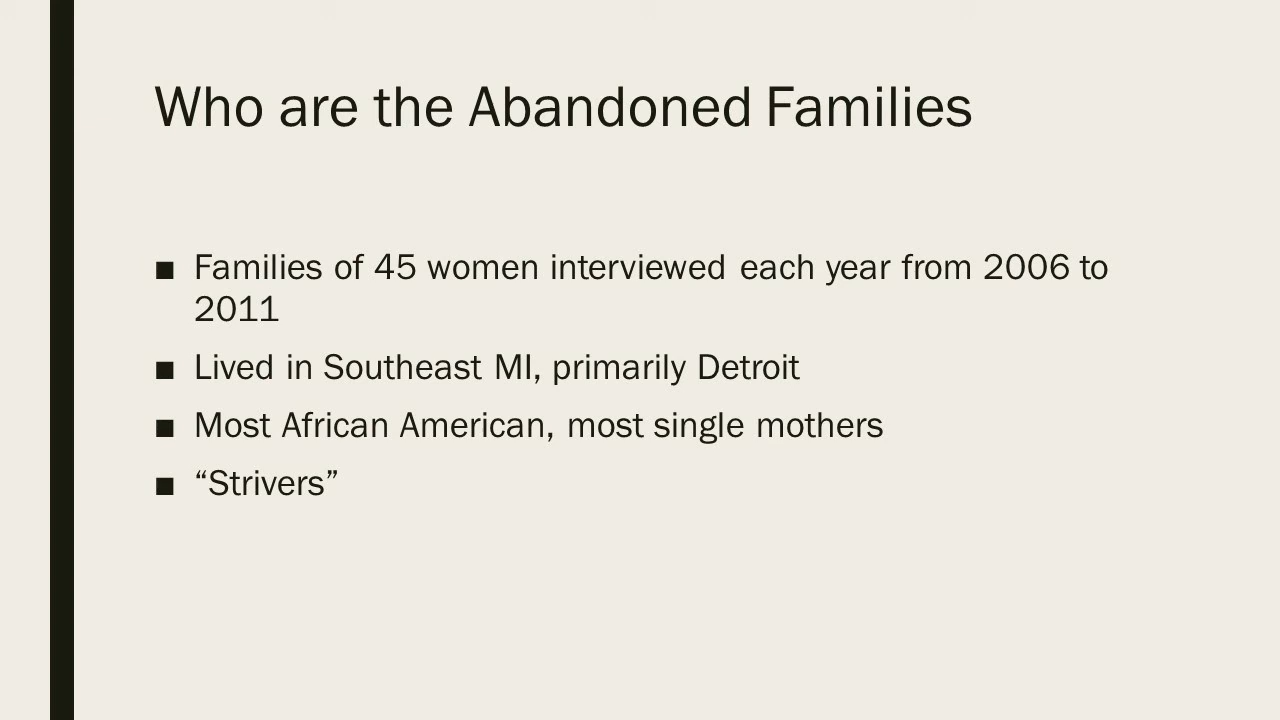 Who are the Abandoned Families
■ Families of 45 women interviewed each year from 2006 to
2011
■ Lived in Southeast MI, primarily Detroit
■ Most African American, most single mothers
■ “Strivers”